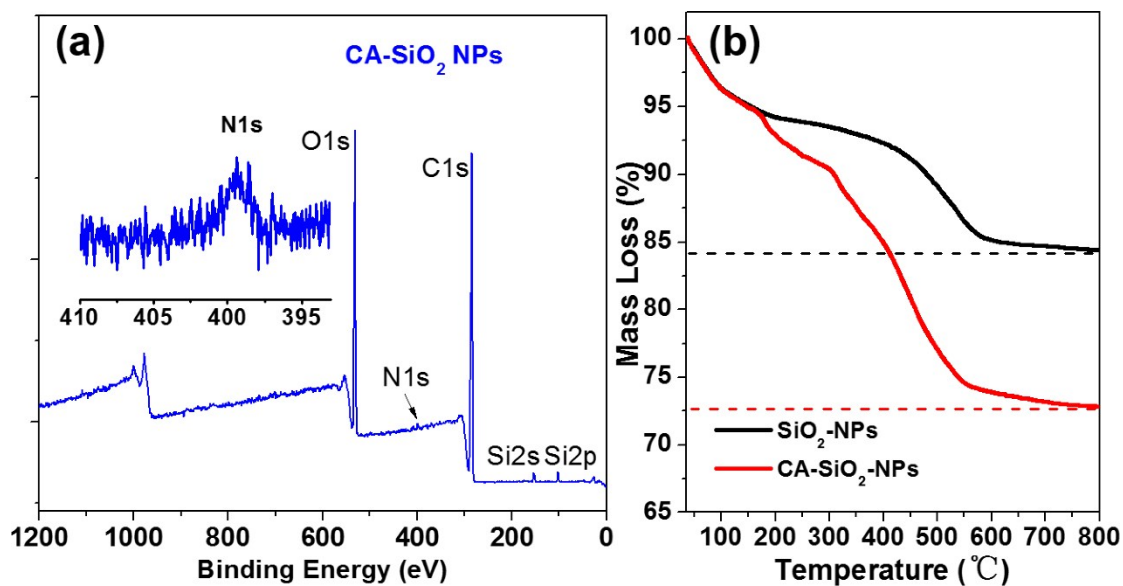 (a)
CA-SiO₂ NPs
N1s
O1s
C1s
410 405 400 395
N1s
Si2s Si2p
1200 1000 800 600 400 200 0
Binding Energy (eV)
(b)
100
95
90
85
80
75
70
65
Mass Loss (%)
SiO₂-NPs
CA-SiO₂-NPs
100 200 300 400 500 600 700 800
Temperature (℃)